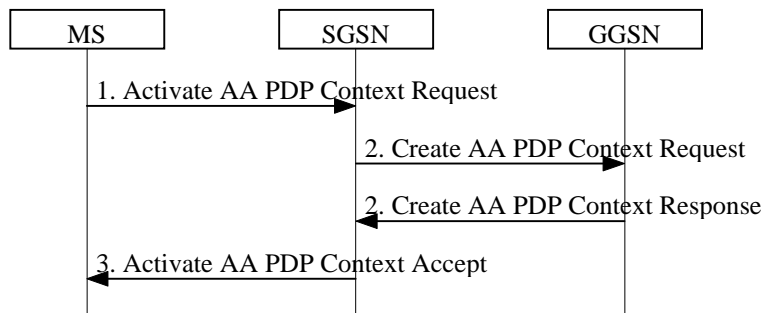 MS SGSN GGSN
1. Activate AA PDP Context Request
2. Create AA PDP Context Request
2. Create AA PDP Context Response
3. Activate AA PDP Context Accept